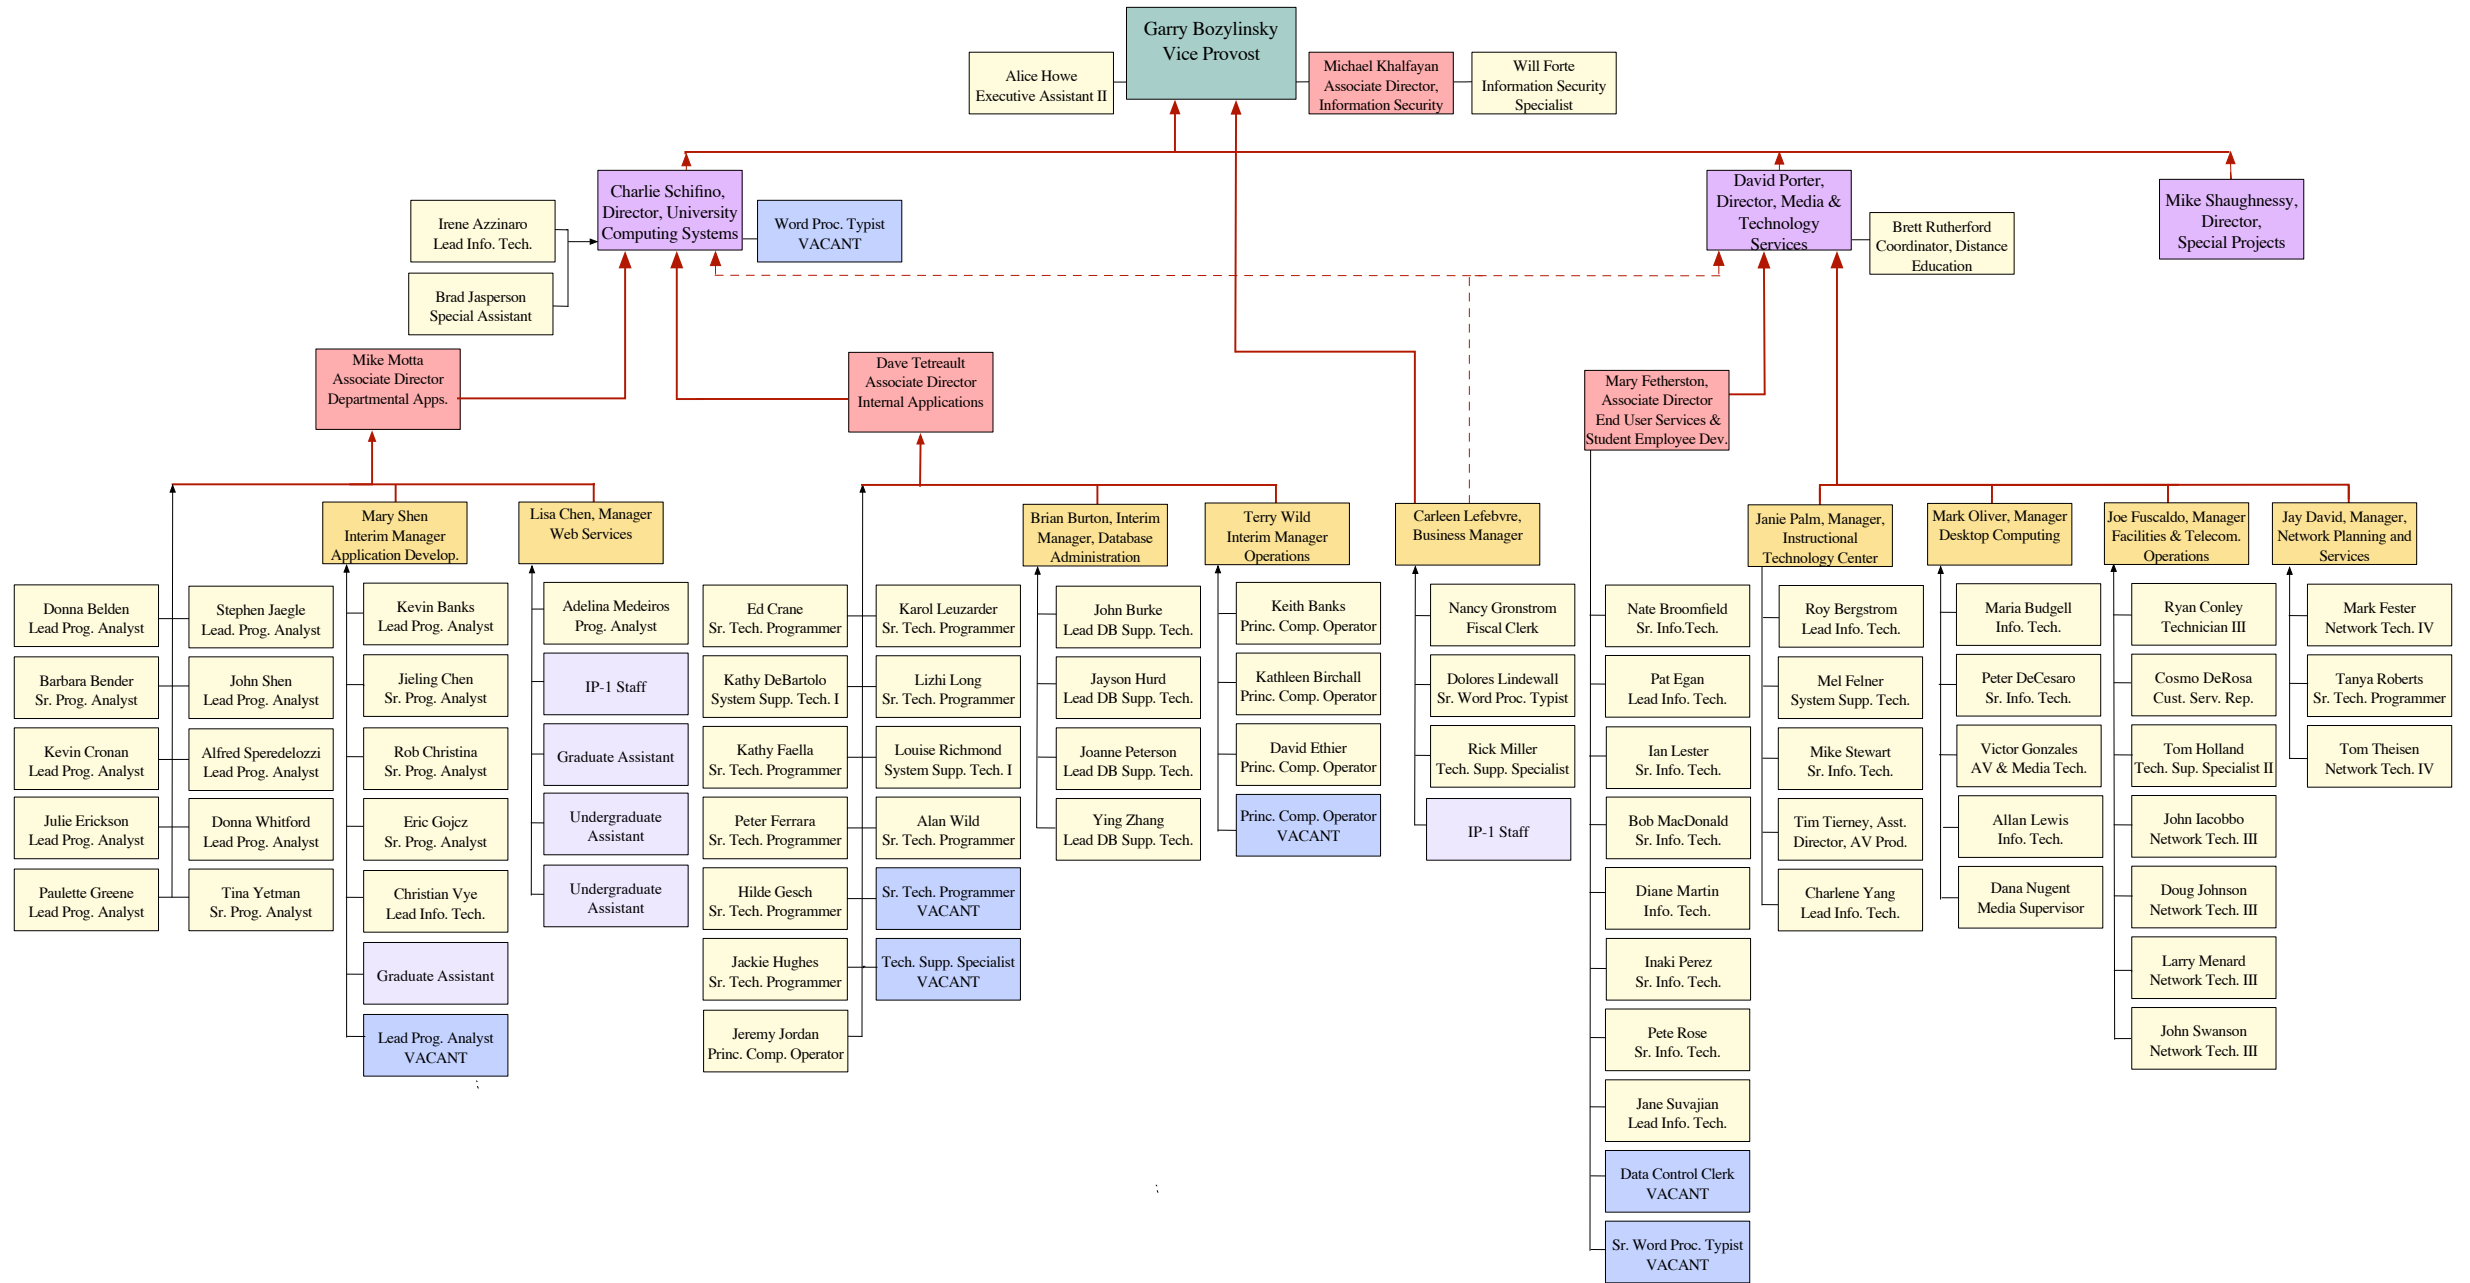 Garry Bozylinsky
Vice Provost
Alice Howe
Executive Assistant II
Michael Khalfayan
Associate Director,
Information Security
Will Forte
Information Security
Specialist
Charlie Schifino,
Director, University
Computing Systems
Irene Azzinaro
Lead Info. Tech.
Word Proc. Typist
VACANT
Brad Jasperson
Special Assistant
David Porter,
Director, Media &
Technology
Services
Brett Rutherford
Coordinator, Distance
Education
Mike Shaughnessy,
Director,
Special Projects
Mike Motta
Associate Director
Departmental Apps.
Dave Tetreault
Associate Director
Internal Applications
Mary Fetherston,
Associate Director
End User Services &
Student Employee Dev.
Mary Shen
Interim Manager
Application Develop.
Lisa Chen, Manager
Web Services
Brian Burton, Interim
Manager, Database
Administration
Terry Wild
Interim Manager
Operations
Carleen Lefebvre,
Business Manager
Janie Palm, Manager,
Instructional
Technology Center
Mark Oliver, Manager
Desktop Computing
Joe Fuscaldo, Manager
Facilities & Telecom.
Operations
Jay David, Manager,
Network Planning and
Services
Donna Belden
Lead Prog. Analyst
Barbara Bender
Sr. Prog. Analyst
Kevin Cronan
Lead Prog. Analyst
Julie Erickson
Lead Prog. Analyst
Paulette Greene
Lead Prog. Analyst
Stephen Jaegle
Lead. Prog. Analyst
John Shen
Lead Prog. Analyst
Alfred Speredelozzi
Lead Prog. Analyst
Donna Whitford
Lead Prog. Analyst
Tina Yetman
Sr. Prog. Analyst
Kevin Banks
Lead Prog. Analyst
Jieling Chen
Sr. Prog. Analyst
Rob Christina
Sr. Prog. Analyst
Eric Gojcz
Sr. Prog. Analyst
Christian Vye
Lead Info. Tech.
Graduate Assistant
Lead Prog. Analyst
VACANT
Adelina Medeiros
Prog. Analyst
IP-1 Staff
Graduate Assistant
Undergraduate
Assistant
Undergraduate
Assistant
Ed Crane
Sr. Tech. Programmer
Kathy DeBartolo
System Supp. Tech. I
Kathy Faella
Sr. Tech. Programmer
Peter Ferrara
Sr. Tech. Programmer
Hilde Gesch
Sr. Tech. Programmer
Jackie Hughes
Sr. Tech. Programmer
Jeremy Jordan
Princ. Comp. Operator
Karol Leuzarder
Sr. Tech. Programmer
Lizhi Long
Sr. Tech. Programmer
Louise Richmond
System Supp. Tech. I
Alan Wild
Sr. Tech. Programmer
Sr. Tech. Programmer
VACANT
Tech. Supp. Specialist
VACANT
John Burke
Lead DB Supp. Tech.
Jayson Hurd
Lead DB Supp. Tech.
Joanne Peterson
Lead DB Supp. Tech.
Ying Zhang
Lead DB Supp. Tech.
Keith Banks
Princ. Comp. Operator
Kathleen Birchall
Princ. Comp. Operator
David Ethier
Princ. Comp. Operator
Princ. Comp. Operator
VACANT
Nancy Gronstrom
Fiscal Clerk
Dolores Lindewall
Sr. Word Proc. Typist
Rick Miller
Tech. Supp. Specialist
IP-1 Staff
Nate Broomfield
Sr. Info.Tech.
Pat Egan
Lead Info. Tech.
Ian Lester
Sr. Info. Tech.
Bob MacDonald
Sr. Info. Tech.
Diane Martin
Info. Tech.
Inaki Perez
Sr. Info. Tech.
Pete Rose
Sr. Info. Tech.
Jane Suvajian
Lead Info. Tech.
Data Control Clerk
VACANT
Sr. Word Proc. Typist
VACANT
Roy Bergstrom
Lead Info. Tech.
Mel Felner
System Supp. Tech.
Mike Stewart
Sr. Info. Tech.
Tim Tierney, Asst.
Director, AV Prod.
Charlene Yang
Lead Info. Tech.
Maria Budgell
Info. Tech.
Peter DeCesaro
Sr. Info. Tech.
Victor Gonzales
AV & Media Tech.
Allan Lewis
Info. Tech.
Dana Nugent
Media Supervisor
Ryan Conley
Technician III
Cosmo DeRosa
Cust. Serv. Rep.
Tom Holland
Tech. Sup. Specialist II
John Iacobbo
Network Tech. III
Doug Johnson
Network Tech. III
Larry Menard
Network Tech. III
John Swanson
Network Tech. III
Mark Fester
Network Tech. IV
Tanya Roberts
Sr. Tech. Programmer
Tom Theisen
Network Tech. IV